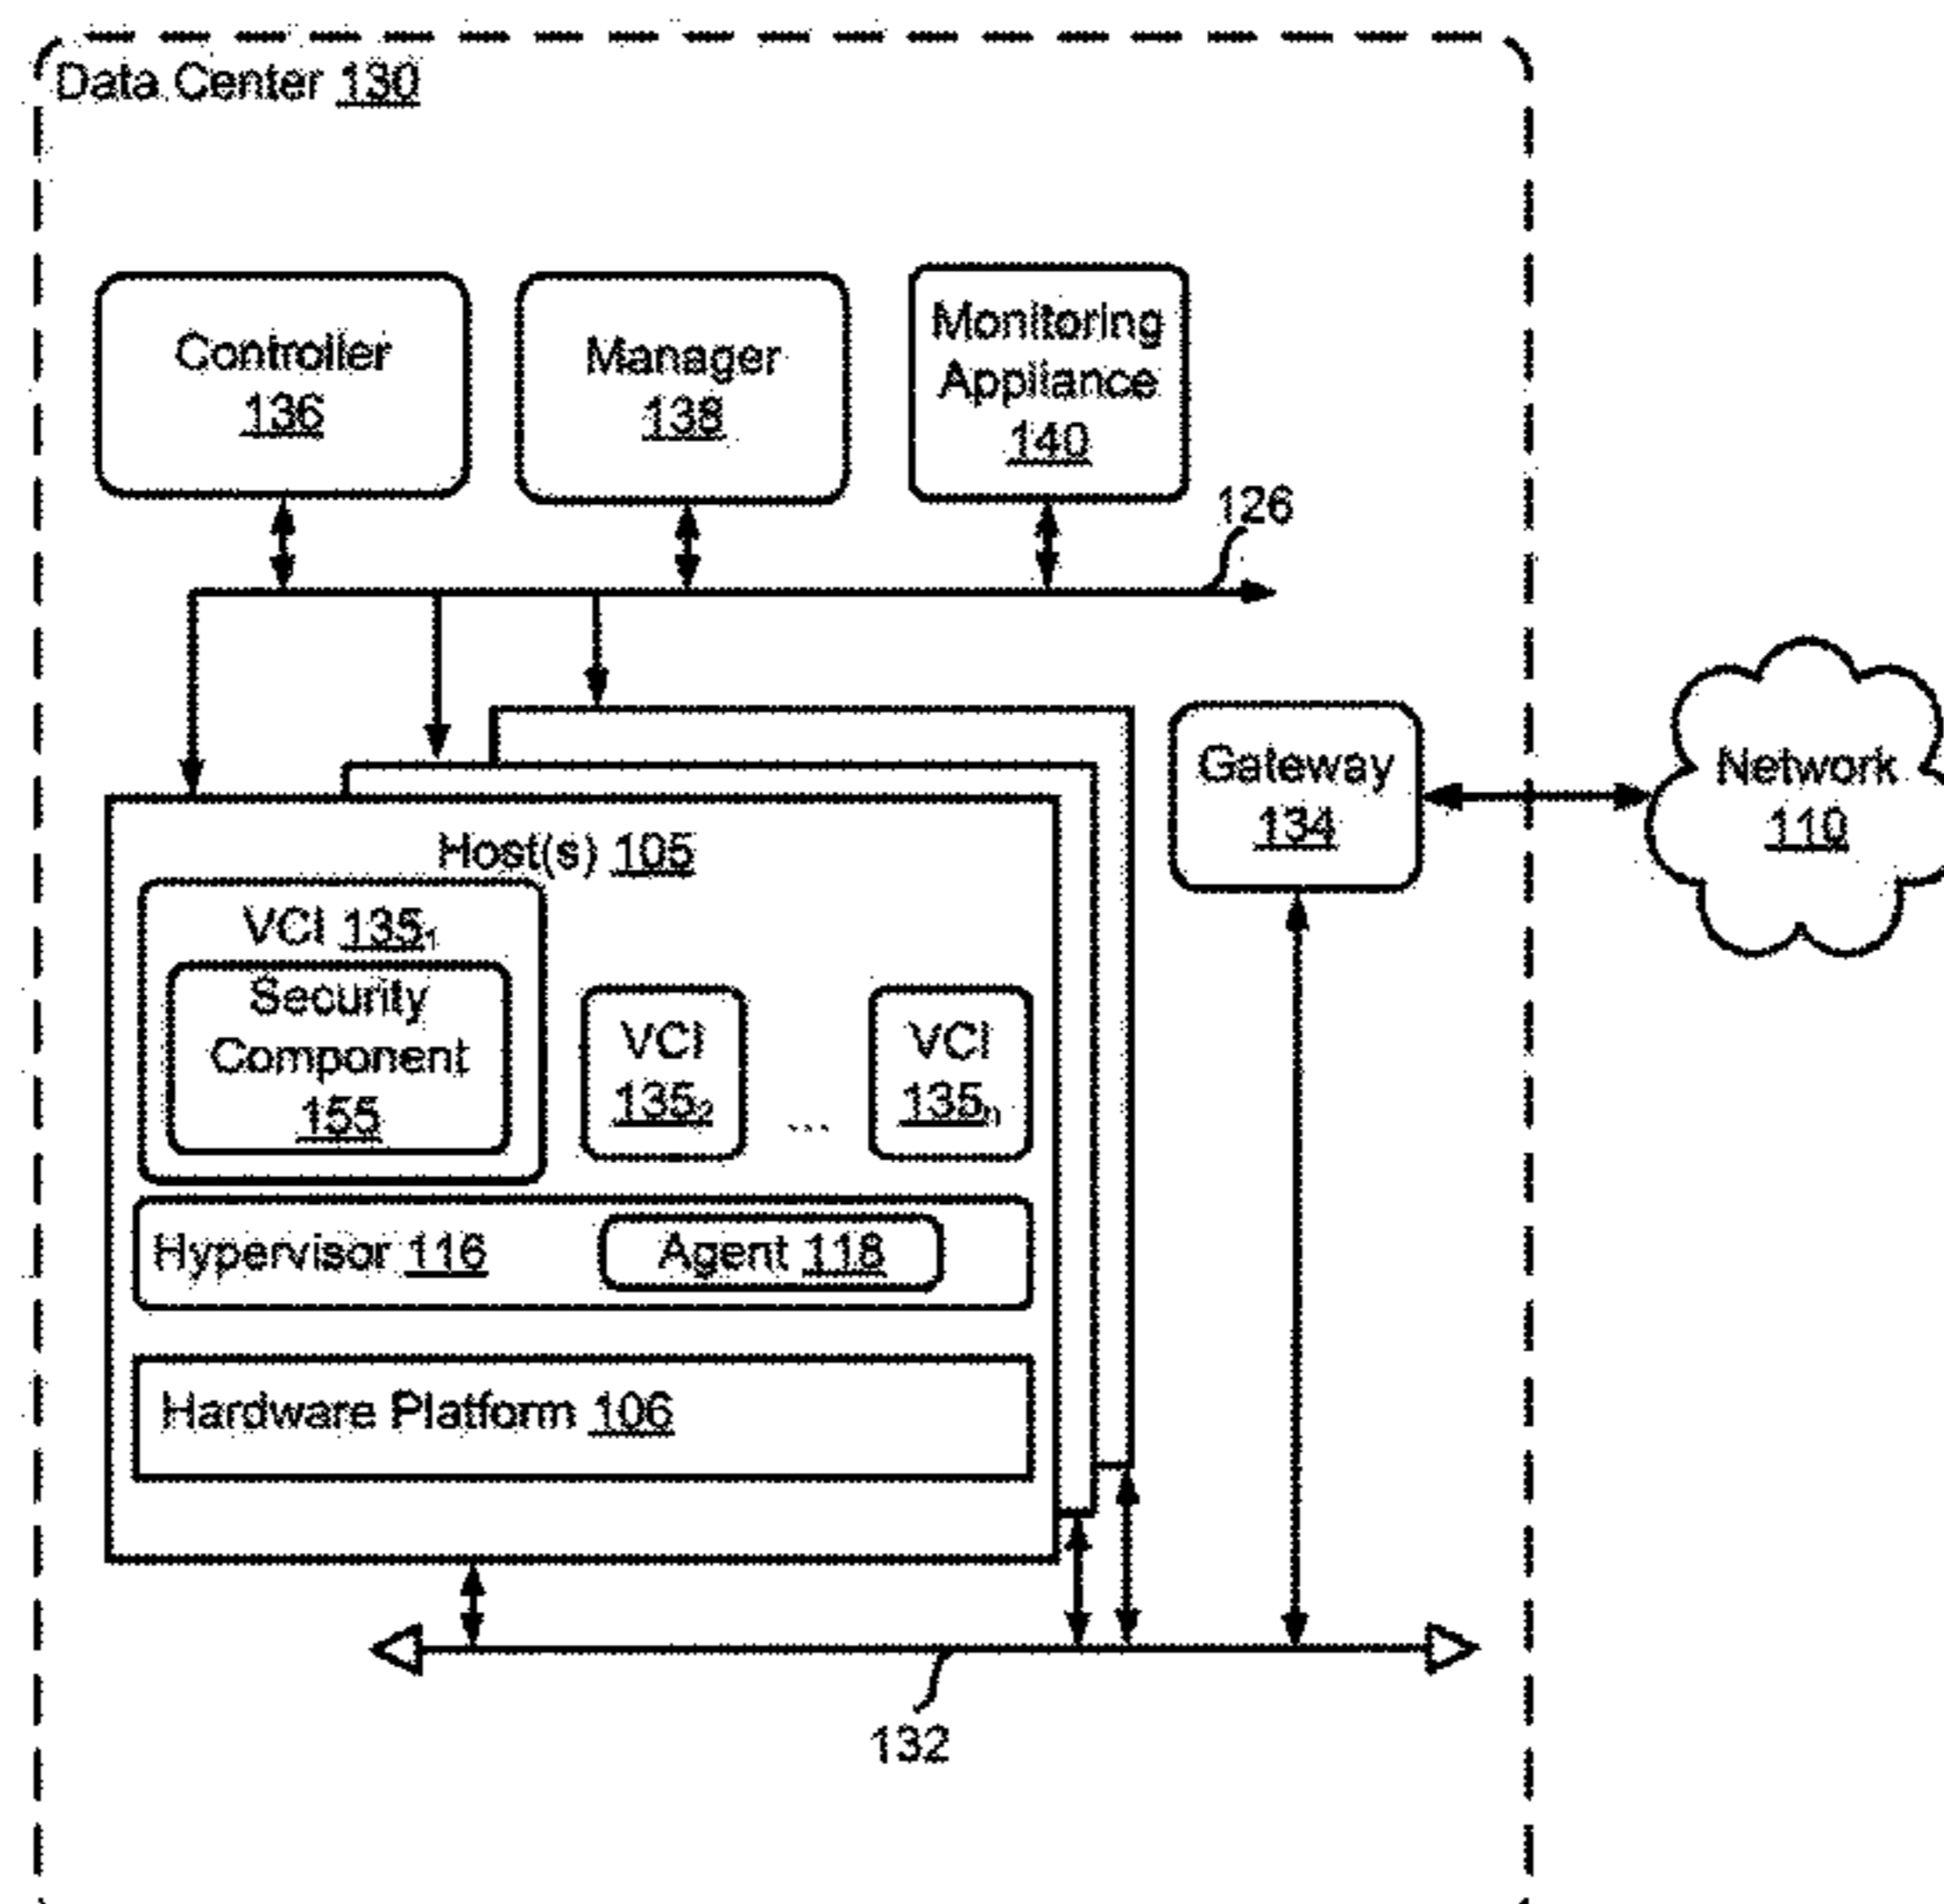 Data Center 130
Controller
136
Manager
138
Monitoring
Appliance
140
126
Host(s) 105
VCI 135₁
Security
Component
155
VCI
135₂
...
VCI
135ₙ
Hypervisor 116
Agent 118
Hardware Platform 106
Gateway
134
Network
110
132